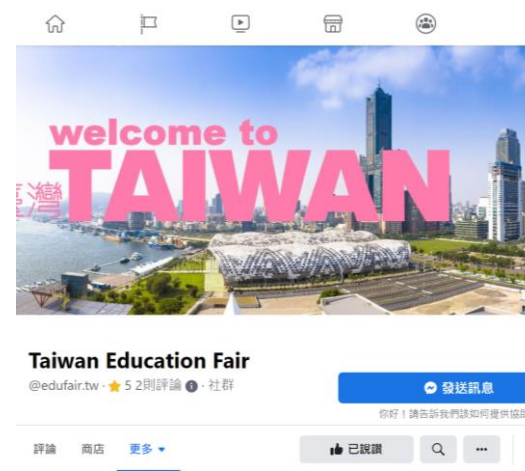 welcome to
TAIWAN
臺灣
Taiwan Education Fair
@edufair.tw · 5 2則評論 · 社群
發送訊息
你好！請告訴我們該如何提供協助
評論 商店 更多
已說讚